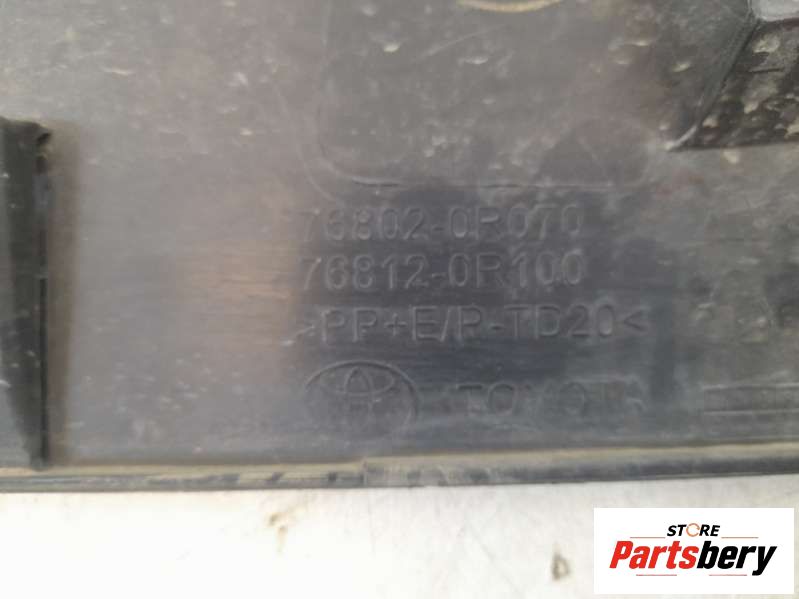 76802-0R070
76812-0R100
>PP+E/P-TD20<
TOYOTA
STORE
Partsbery